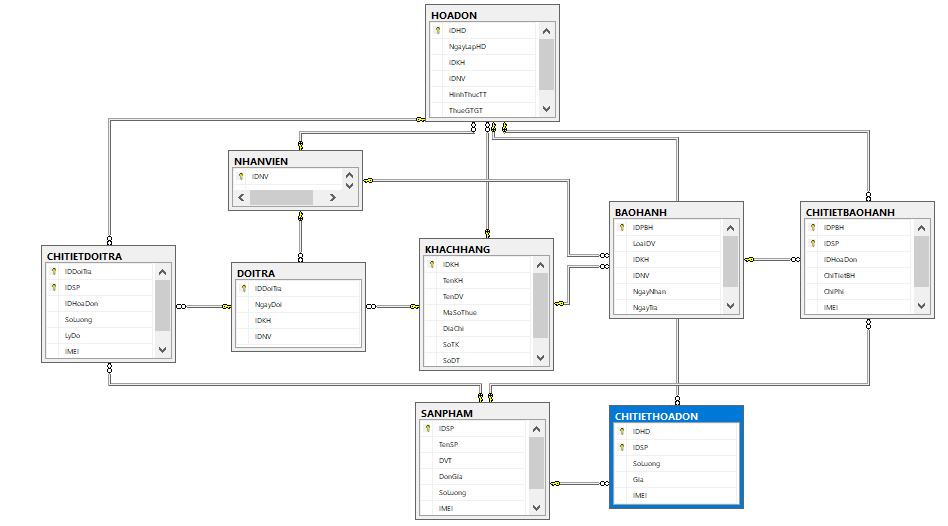 HOADON
IDHD
NgayLapHD
IDKH
IDNV
HinhThucTT
ThueGTGT
NHANVIEN
IDNV
BAOHANH
IDPBH
LoaiDV
IDKH
IDNV
NgayNhan
NgayTra
CHITIETBAOHANH
IDPBH
IDSP
IDHoaDon
ChiTietBH
ChiPhi
IMEI
CHITIETDOITRA
IDDoiTra
IDSP
IDHoaDon
SoLuong
LyDo
IMEI
DOITRA
IDDoiTra
NgayDoi
IDKH
IDNV
KHACHHANG
IDKH
TenKH
TenDV
MaSoThue
DiaChi
SoTK
SoDT
SANPHAM
IDSP
TenSP
DVT
DonGia
SoLuong
IMEI
CHITIETHOADON
IDHD
IDSP
SoLuong
Gia
IMEI